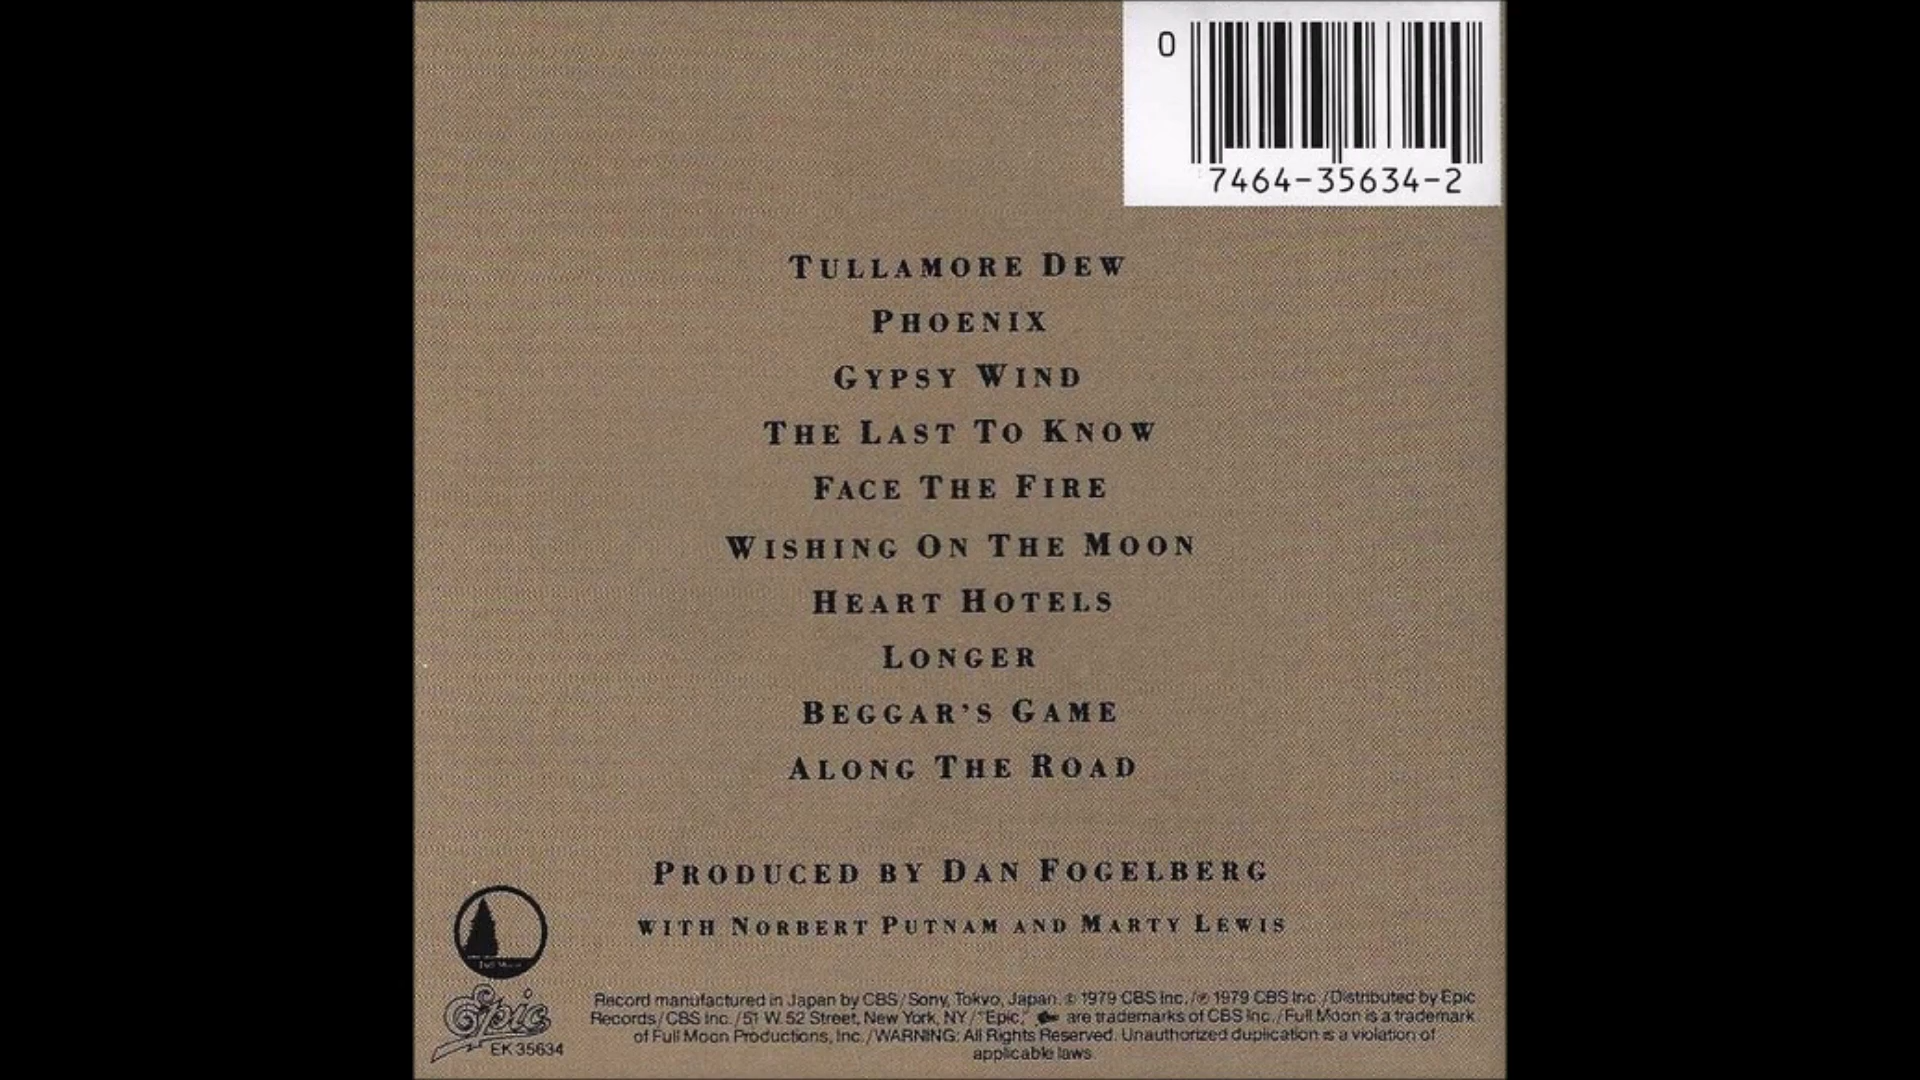 0
7464-35634-2
TULLAMORE DEW
PHOENIX
GYPSY WIND
THE LAST TO KNOW
FACE THE FIRE
WISHING ON THE MOON
HEART HOTELS
LONGER
BEGGAR'S GAME
ALONG THE ROAD
PRODUCED BY DAN FOGELBERG
WITH NORBERT PUTNAM AND MARTY LEWIS
Full Moon
Epic
EK 35634
Record manufactured in Japan by CBS/Sony, Tokyo, Japan. © 1979 CBS Inc./℗ 1979 CBS Inc./Distributed by Epic
Records/CBS Inc./51 W. 52 Street, New York, NY/"Epic," are trademarks of CBS Inc./Full Moon is a trademark
of Full Moon Productions, Inc./WARNING: All Rights Reserved. Unauthorized duplication is a violation of
applicable laws.